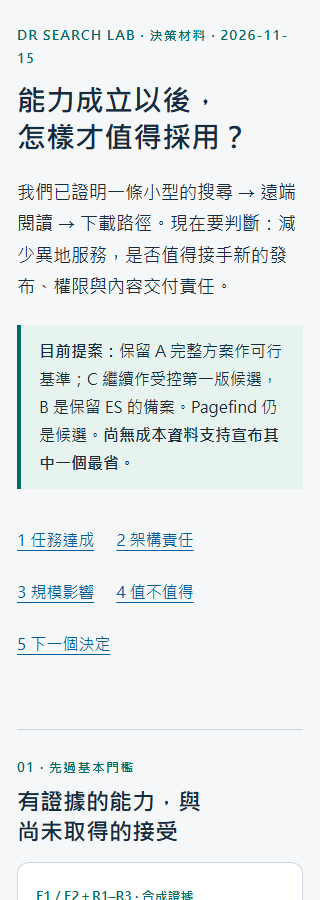 DR SEARCH LAB · 決策材料 · 2026-11-
15
能力成立以後，
怎樣才值得採用？
我們已證明一條小型的搜尋 → 遠端
閱讀 → 下載路徑。現在要判斷：減
少異地服務，是否值得接手新的發
布、權限與內容交付責任。
目前提案：保留 A 完整方案作可行
基準；C 繼續作受控第一版候選，
B 是保留 ES 的備案。Pagefind 仍
是候選。尚無成本資料支持宣布其
中一個最省。
1 任務達成 2 架構責任
3 規模影響 4 值不值得
5 下一個決定
01 · 先過基本門檻
有證據的能力，與
尚未取得的接受
F1 / F2 + R1–R3 · 合成證據